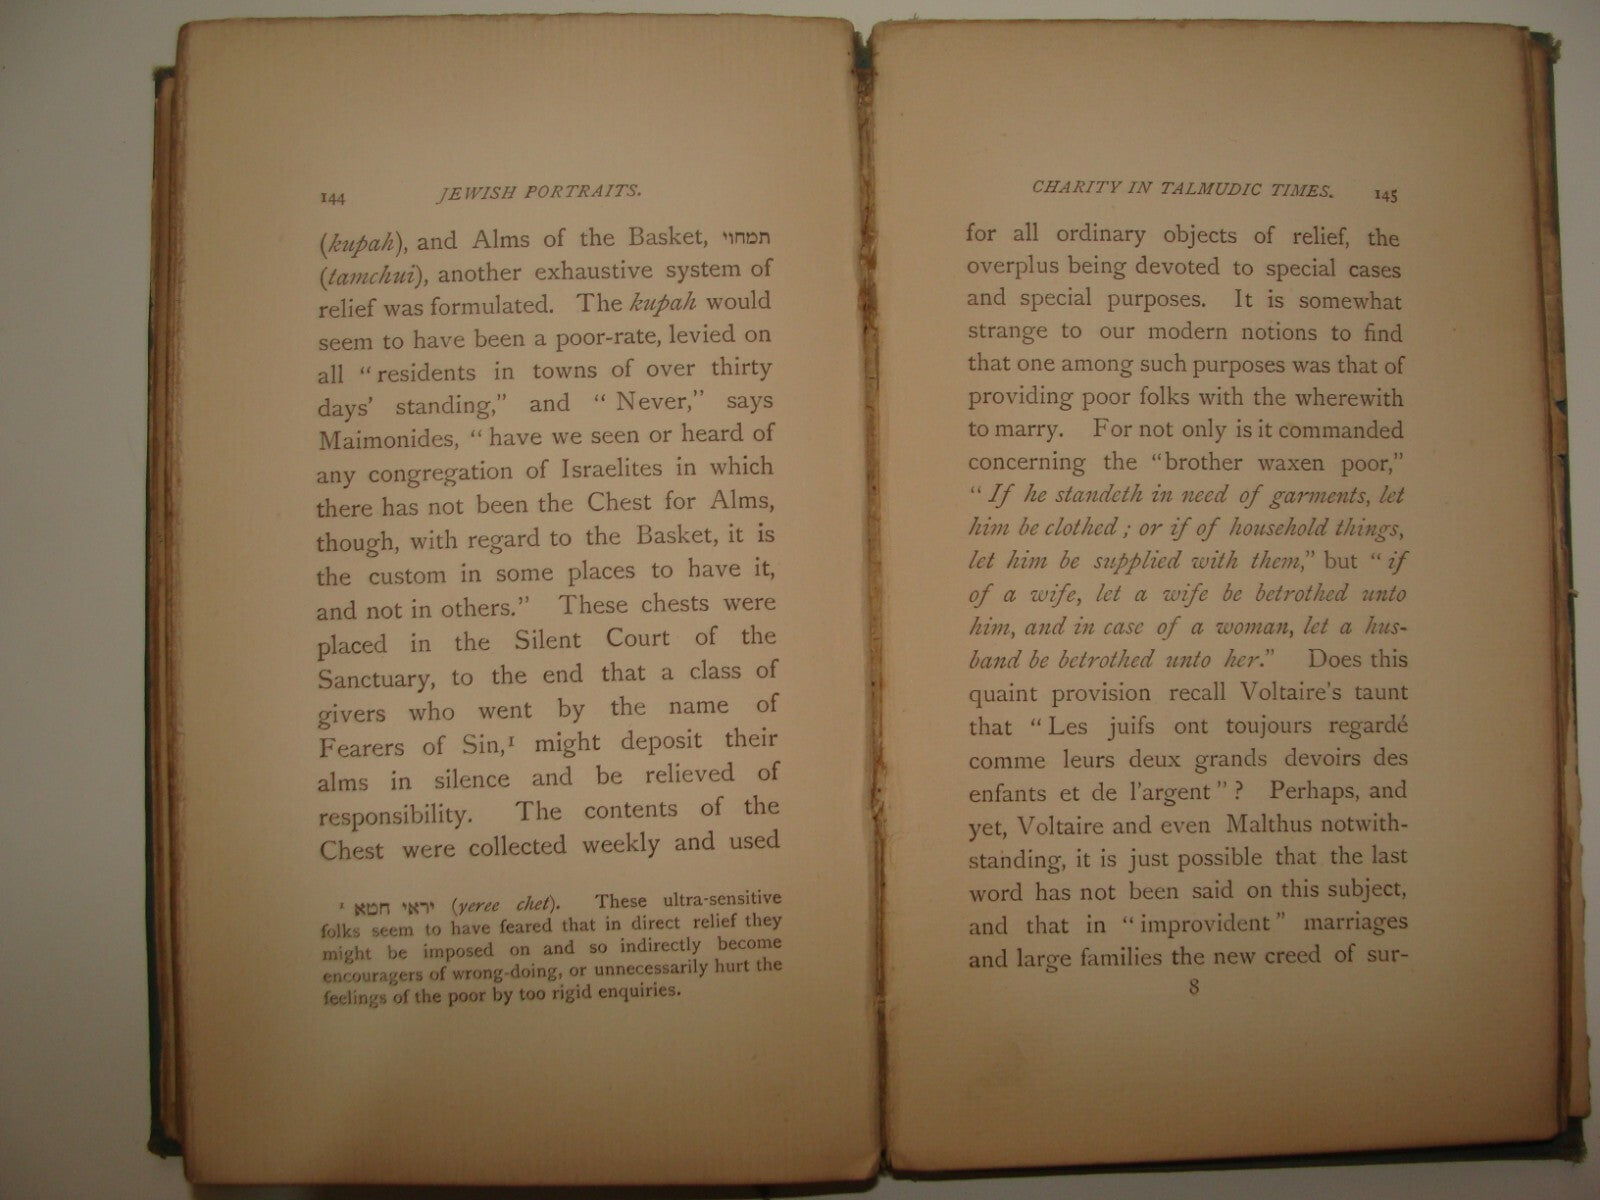 144 JEWISH PORTRAITS.
(kupah), and Alms of the Basket, תמחוי
(tamchui), another exhaustive system of
relief was formulated. The kupah would
seem to have been a poor-rate, levied on
all “residents in towns of over thirty
days’ standing,” and “Never,” says
Maimonides, “have we seen or heard of
any congregation of Israelites in which
there has not been the Chest for Alms,
though, with regard to the Basket, it is
the custom in some places to have it,
and not in others.” These chests were
placed in the Silent Court of the
Sanctuary, to the end that a class of
givers who went by the name of
Fearers of Sin,¹ might deposit their
alms in silence and be relieved of
responsibility. The contents of the
Chest were collected weekly and used
¹ יראי חטא (yeree chet). These ultra-sensitive
folks seem to have feared that in direct relief they
might be imposed on and so indirectly become
encouragers of wrong-doing, or unnecessarily hurt the
feelings of the poor by too rigid enquiries.
CHARITY IN TALMUDIC TIMES. 145
for all ordinary objects of relief, the
overplus being devoted to special cases
and special purposes. It is somewhat
strange to our modern notions to find
that one among such purposes was that of
providing poor folks with the wherewith
to marry. For not only is it commanded
concerning the “brother waxen poor,”
“If he standeth in need of garments, let
him be clothed; or if of household things,
let him be supplied with them,” but “if
of a wife, let a wife be betrothed unto
him, and in case of a woman, let a hus-
band be betrothed unto her.” Does this
quaint provision recall Voltaire’s taunt
that “Les juifs ont toujours regardé
comme leurs deux grands devoirs des
enfants et de l’argent”? Perhaps, and
yet, Voltaire and even Malthus notwith-
standing, it is just possible that the last
word has not been said on this subject,
and that in “improvident” marriages
and large families the new creed of sur-
8